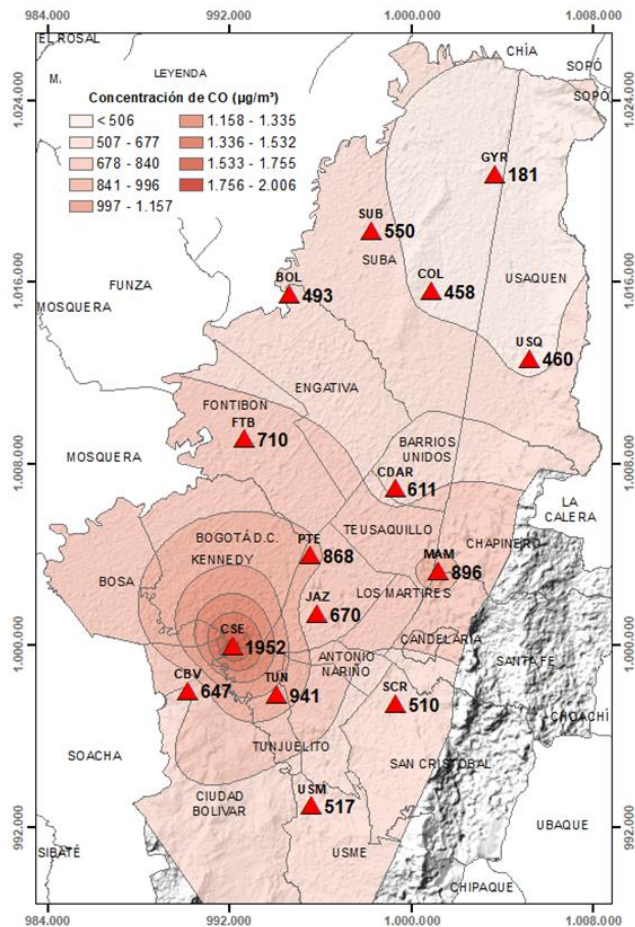 984.000 992.000 1.000.000 1.008.000
EL ROSAL
CHÍA
SOPÓ
M.
LEYENDA
1.024.000
1.024.000
SOPÓ
Concentración de CO (µg/m³)
< 506
1.158 - 1.335
507 - 677
1.336 - 1.532
678 - 840
1.533 - 1.755
841 - 996
1.756 - 2.006
997 - 1.157
GYR
181
SUB
550
SUBA
FUNZA
BOL
493
COL
458
USAQUEN
1.016.000
1.016.000
MOSQUERA
USQ
460
ENGATIVA
FONTIBON
FTB
710
BARRIOS
UNIDOS
MOSQUERA
1.008.000
1.008.000
CDAR
611
LA
CALERA
BOGOTÁ D.C.
TEUSAQUILLO
CHAPINERO
PTE
868
KENNEDY
MAM
896
BOSA
LOS MARTIRES
JAZ
670
CSE
1952
CANDELARIA
1.000.000
1.000.000
SANTA FE
ANTONIO
NARIÑO
CBV
647
TUN
941
SCR
510
CHOACHÍ
SOACHA
TUNJUELITO
SAN CRISTOBAL
CIUDAD
BOLIVAR
USM
517
992.000
992.000
UBAQUE
SIBATÉ
USME
CHIPAQUE
984.000 992.000 1.000.000 1.008.000